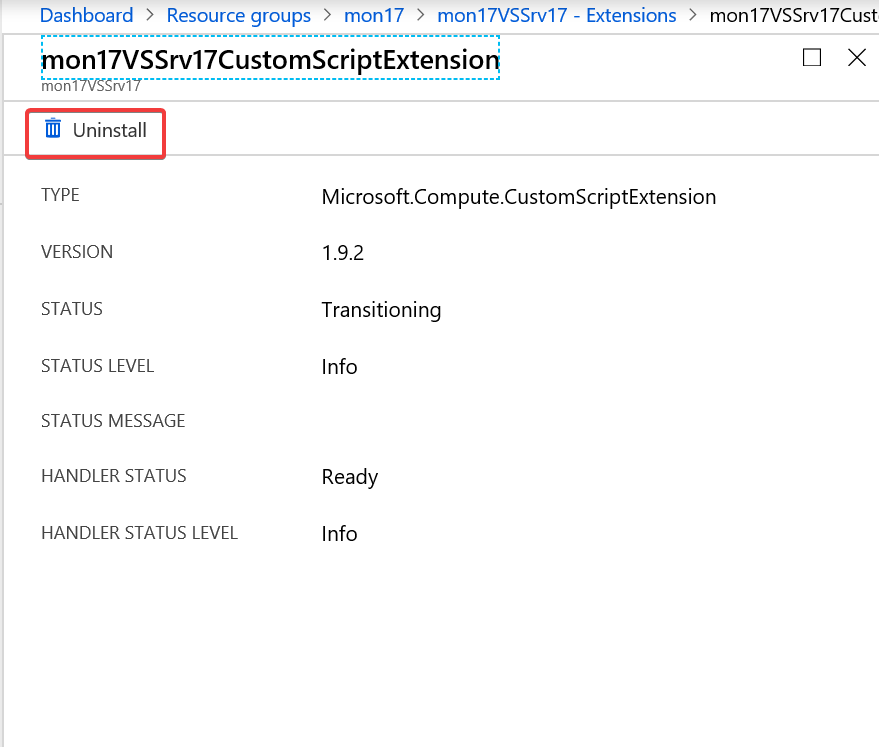 Dashboard > Resource groups > mon17 > mon17VSSrv17 - Extensions > mon17VSSrv17Cust
mon17VSSrv17CustomScriptExtension
mon17VSSrv17
Uninstall
TYPE Microsoft.Compute.CustomScriptExtension
VERSION 1.9.2
STATUS Transitioning
STATUS LEVEL Info
STATUS MESSAGE
HANDLER STATUS Ready
HANDLER STATUS LEVEL Info